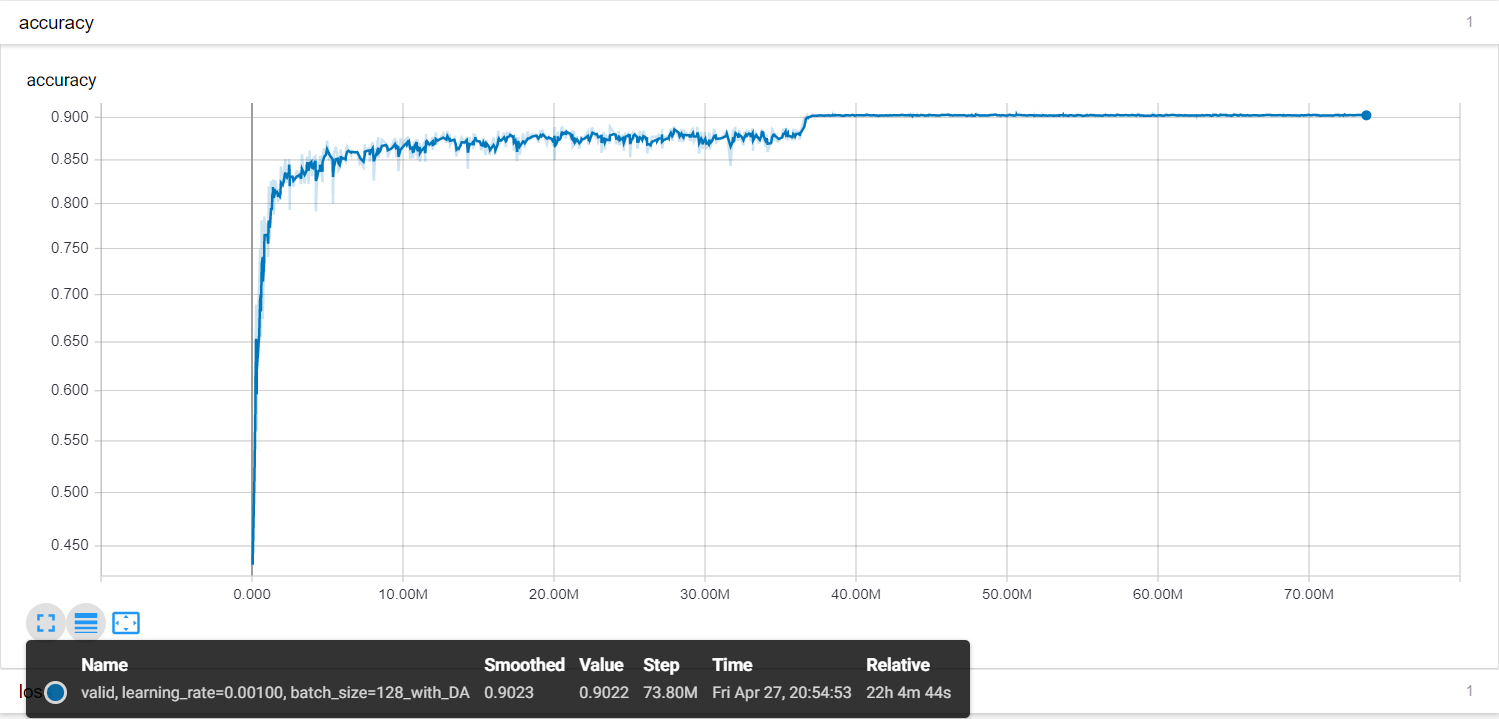 accuracy 1
accuracy
0.900
0.850
0.800
0.750
0.700
0.650
0.600
0.550
0.500
0.450
0.000 10.00M 20.00M 30.00M 40.00M 50.00M 60.00M 70.00M
Name Smoothed Value Step Time Relative
los valid, learning_rate=0.00100, batch_size=128_with_DA 0.9023 0.9022 73.80M Fri Apr 27, 20:54:53 22h 4m 44s 1